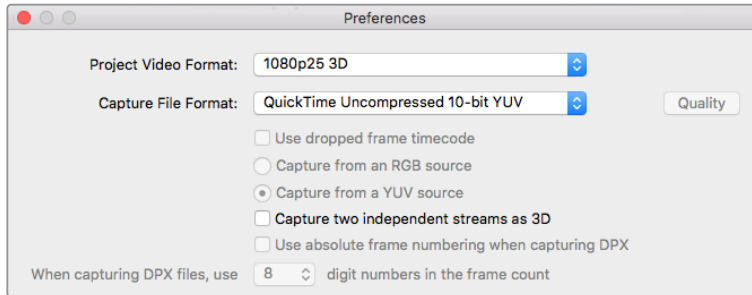 Preferences
Project Video Format: 1080p25 3D
Capture File Format: QuickTime Uncompressed 10-bit YUV Quality
Use dropped frame timecode
Capture from an RGB source
Capture from a YUV source
Capture two independent streams as 3D
Use absolute frame numbering when capturing DPX
When capturing DPX files, use 8 digit numbers in the frame count